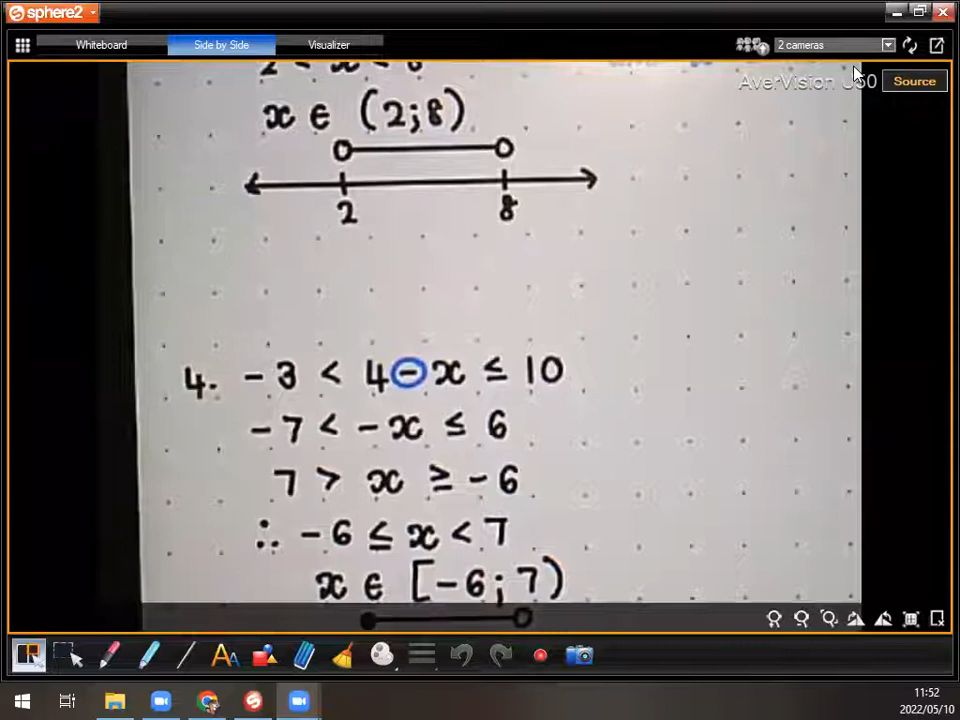 sphere2
Whiteboard
Side by Side
Visualizer
2 cameras
Source
x ∈ (2;8)
2 8
4. -3 < 4 - x ≤ 10
-7 < -x ≤ 6
7 > x ≥ -6
∴ -6 ≤ x < 7
x ∈ [-6;7)
11:52
2022/05/10